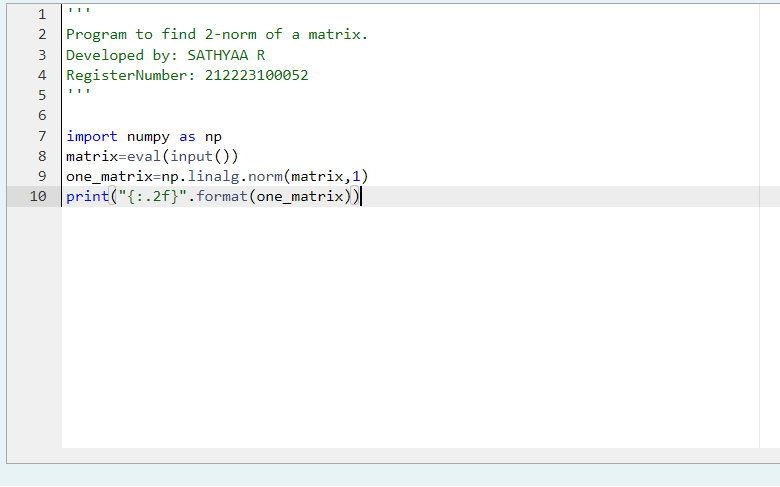 1 '''
2 Program to find 2-norm of a matrix.
3 Developed by: SATHYAA R
4 RegisterNumber: 212223100052
5 '''
6
7 import numpy as np
8 matrix=eval(input())
9 one_matrix=np.linalg.norm(matrix,1)
10 print("{:.2f}".format(one_matrix))